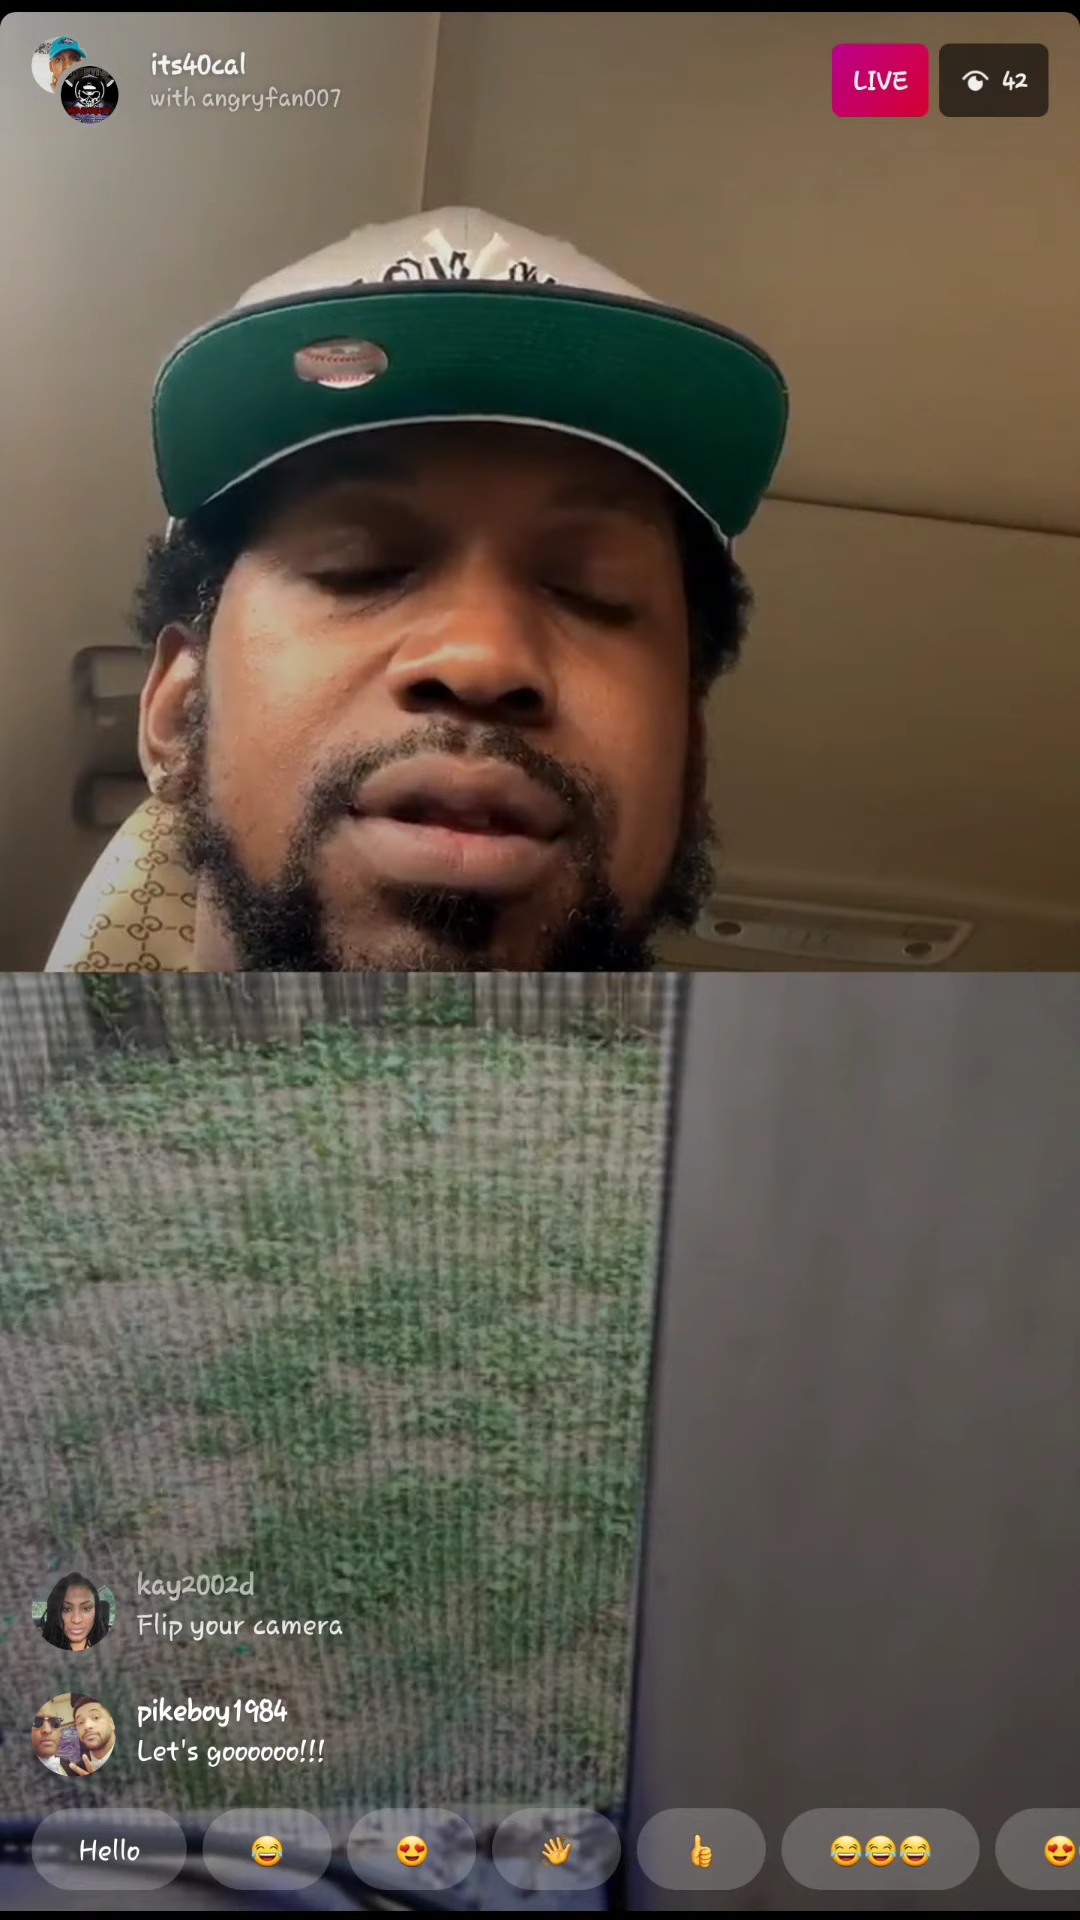 its40cal
with angryfan007
LIVE
42
kay2002d
Flip your camera
pikeboy1984
Let's goooooo!!!
Hello